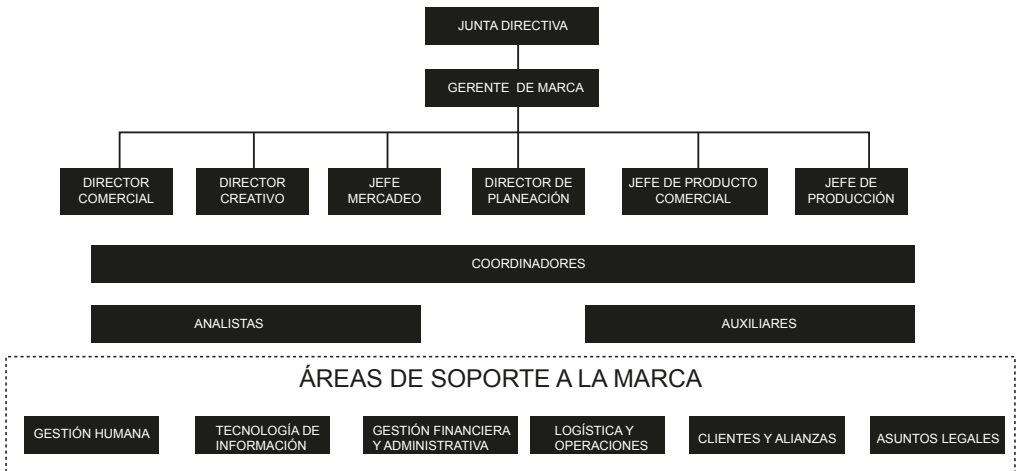 JUNTA DIRECTIVA
GERENTE DE MARCA
DIRECTOR
COMERCIAL
DIRECTOR
CREATIVO
JEFE
MERCADEO
DIRECTOR DE
PLANEACIÓN
JEFE DE PRODUCTO
COMERCIAL
JEFE DE
PRODUCCIÓN
COORDINADORES
ANALISTAS
AUXILIARES
ÁREAS DE SOPORTE A LA MARCA
GESTIÓN HUMANA
TECNOLOGÍA DE
INFORMACIÓN
GESTIÓN FINANCIERA
Y ADMINISTRATIVA
LOGÍSTICA Y
OPERACIONES
CLIENTES Y ALIANZAS
ASUNTOS LEGALES